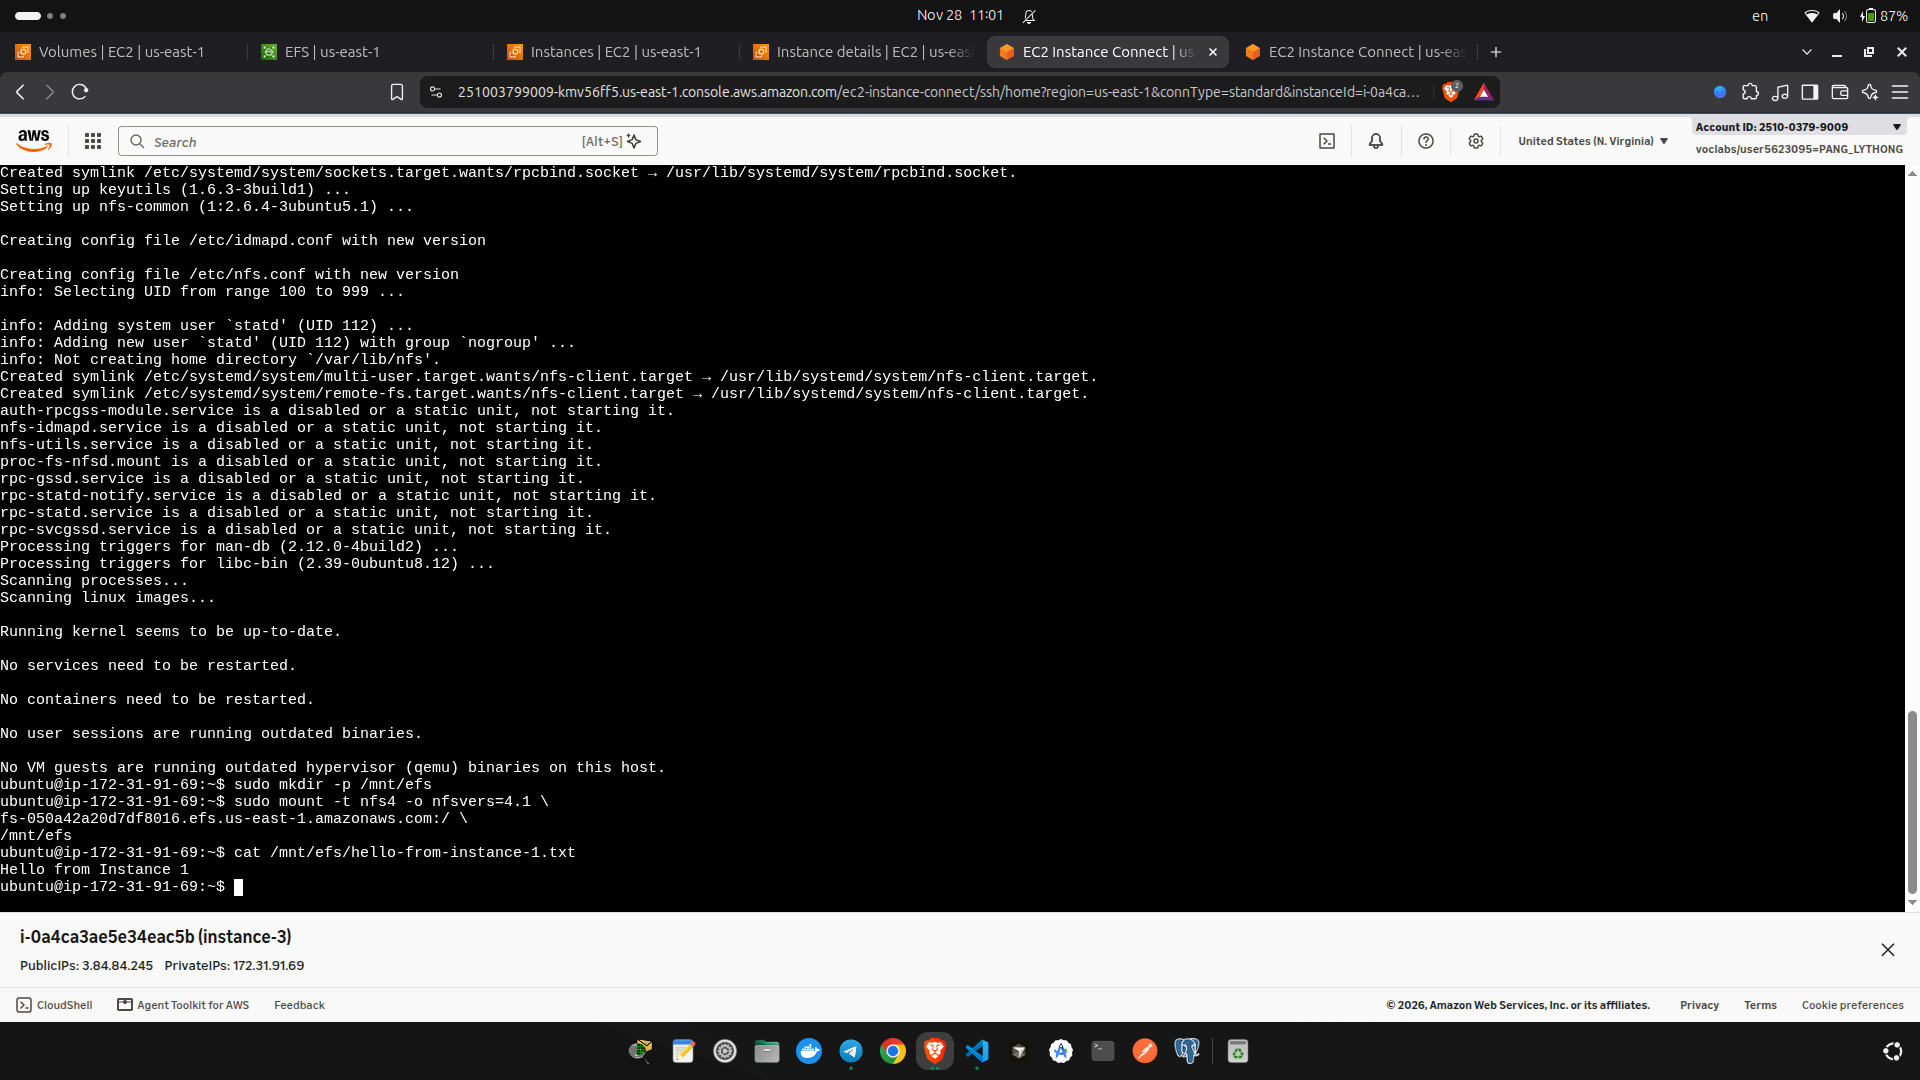 Nov 28 11:01
en
87%
Volumes | EC2 | us-east-1
EFS | us-east-1
Instances | EC2 | us-east-1
Instance details | EC2 | us-eas
EC2 Instance Connect | us
EC2 Instance Connect | us-eas
251003799009-kmv56ff5.us-east-1.console.aws.amazon.com/ec2-instance-connect/ssh/home?region=us-east-1&connType=standard&instanceId=i-0a4ca...
2
aws
Search
[Alt+S]
United States (N. Virginia)
Account ID: 2510-0379-9009
voclabs/user5623095=PANG_LYTHONG
Created symlink /etc/systemd/system/sockets.target.wants/rpcbind.socket → /usr/lib/systemd/system/rpcbind.socket.
Setting up keyutils (1.6.3-3build1) ...
Setting up nfs-common (1:2.6.4-3ubuntu5.1) ...
Creating config file /etc/idmapd.conf with new version
Creating config file /etc/nfs.conf with new version
info: Selecting UID from range 100 to 999 ...
info: Adding system user `statd' (UID 112) ...
info: Adding new user `statd' (UID 112) with group `nogroup' ...
info: Not creating home directory `/var/lib/nfs'.
Created symlink /etc/systemd/system/multi-user.target.wants/nfs-client.target → /usr/lib/systemd/system/nfs-client.target.
Created symlink /etc/systemd/system/remote-fs.target.wants/nfs-client.target → /usr/lib/systemd/system/nfs-client.target.
auth-rpcgss-module.service is a disabled or a static unit, not starting it.
nfs-idmapd.service is a disabled or a static unit, not starting it.
nfs-utils.service is a disabled or a static unit, not starting it.
proc-fs-nfsd.mount is a disabled or a static unit, not starting it.
rpc-gssd.service is a disabled or a static unit, not starting it.
rpc-statd-notify.service is a disabled or a static unit, not starting it.
rpc-statd.service is a disabled or a static unit, not starting it.
rpc-svcgssd.service is a disabled or a static unit, not starting it.
Processing triggers for man-db (2.12.0-4build2) ...
Processing triggers for libc-bin (2.39-0ubuntu8.12) ...
Scanning processes...
Scanning linux images...
Running kernel seems to be up-to-date.
No services need to be restarted.
No containers need to be restarted.
No user sessions are running outdated binaries.
No VM guests are running outdated hypervisor (qemu) binaries on this host.
ubuntu@ip-172-31-91-69:~$ sudo mkdir -p /mnt/efs
ubuntu@ip-172-31-91-69:~$ sudo mount -t nfs4 -o nfsvers=4.1 \
fs-050a42a20d7df8016.efs.us-east-1.amazonaws.com:/ \
/mnt/efs
ubuntu@ip-172-31-91-69:~$ cat /mnt/efs/hello-from-instance-1.txt
Hello from Instance 1
ubuntu@ip-172-31-91-69:~$
i-0a4ca3ae5e34eac5b (instance-3)
PublicIPs: 3.84.84.245 PrivateIPs: 172.31.91.69
CloudShell
Agent Toolkit for AWS
Feedback
© 2026, Amazon Web Services, Inc. or its affiliates.
Privacy
Terms
Cookie preferences